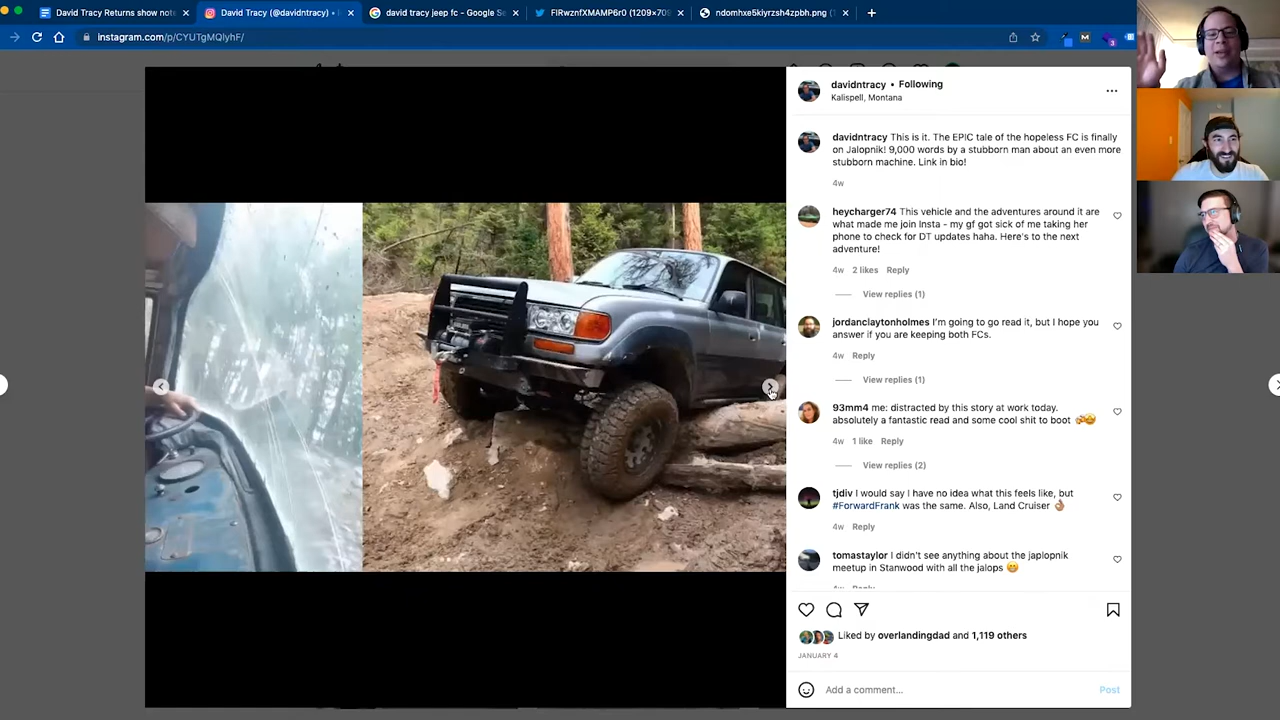 David Tracy Returns show note
David Tracy (@davidntracy) •
david tracy jeep fc - Google Se
FIRwznfXMAMP6r0 (1209×709
ndomhxe5kiyrzsh4zpbh.png (1
instagram.com/p/CYUTgMQlyhF/
davidntracy • Following
Kalispell, Montana
davidntracy This is it. The EPIC tale of the hopeless FC is finally
on Jalopnik! 9,000 words by a stubborn man about an even more
stubborn machine. Link in bio!
4w
heycharger74 This vehicle and the adventures around it are
what made me join Insta - my gf got sick of me taking her
phone to check for DT updates haha. Here's to the next
adventure!
4w 2 likes Reply
View replies (1)
jordanclaytonholmes I'm going to go read it, but I hope you
answer if you are keeping both FCs.
4w Reply
View replies (1)
93mm4 me: distracted by this story at work today.
absolutely a fantastic read and some cool shit to boot
4w 1 like Reply
View replies (2)
tjdiv I would say I have no idea what this feels like, but
#ForwardFrank was the same. Also, Land Cruiser
4w Reply
tomastaylor I didn't see anything about the japlopnik
meetup in Stanwood with all the jalops
4w Reply
Liked by overlandingdad and 1,119 others
JANUARY 4
Add a comment... Post